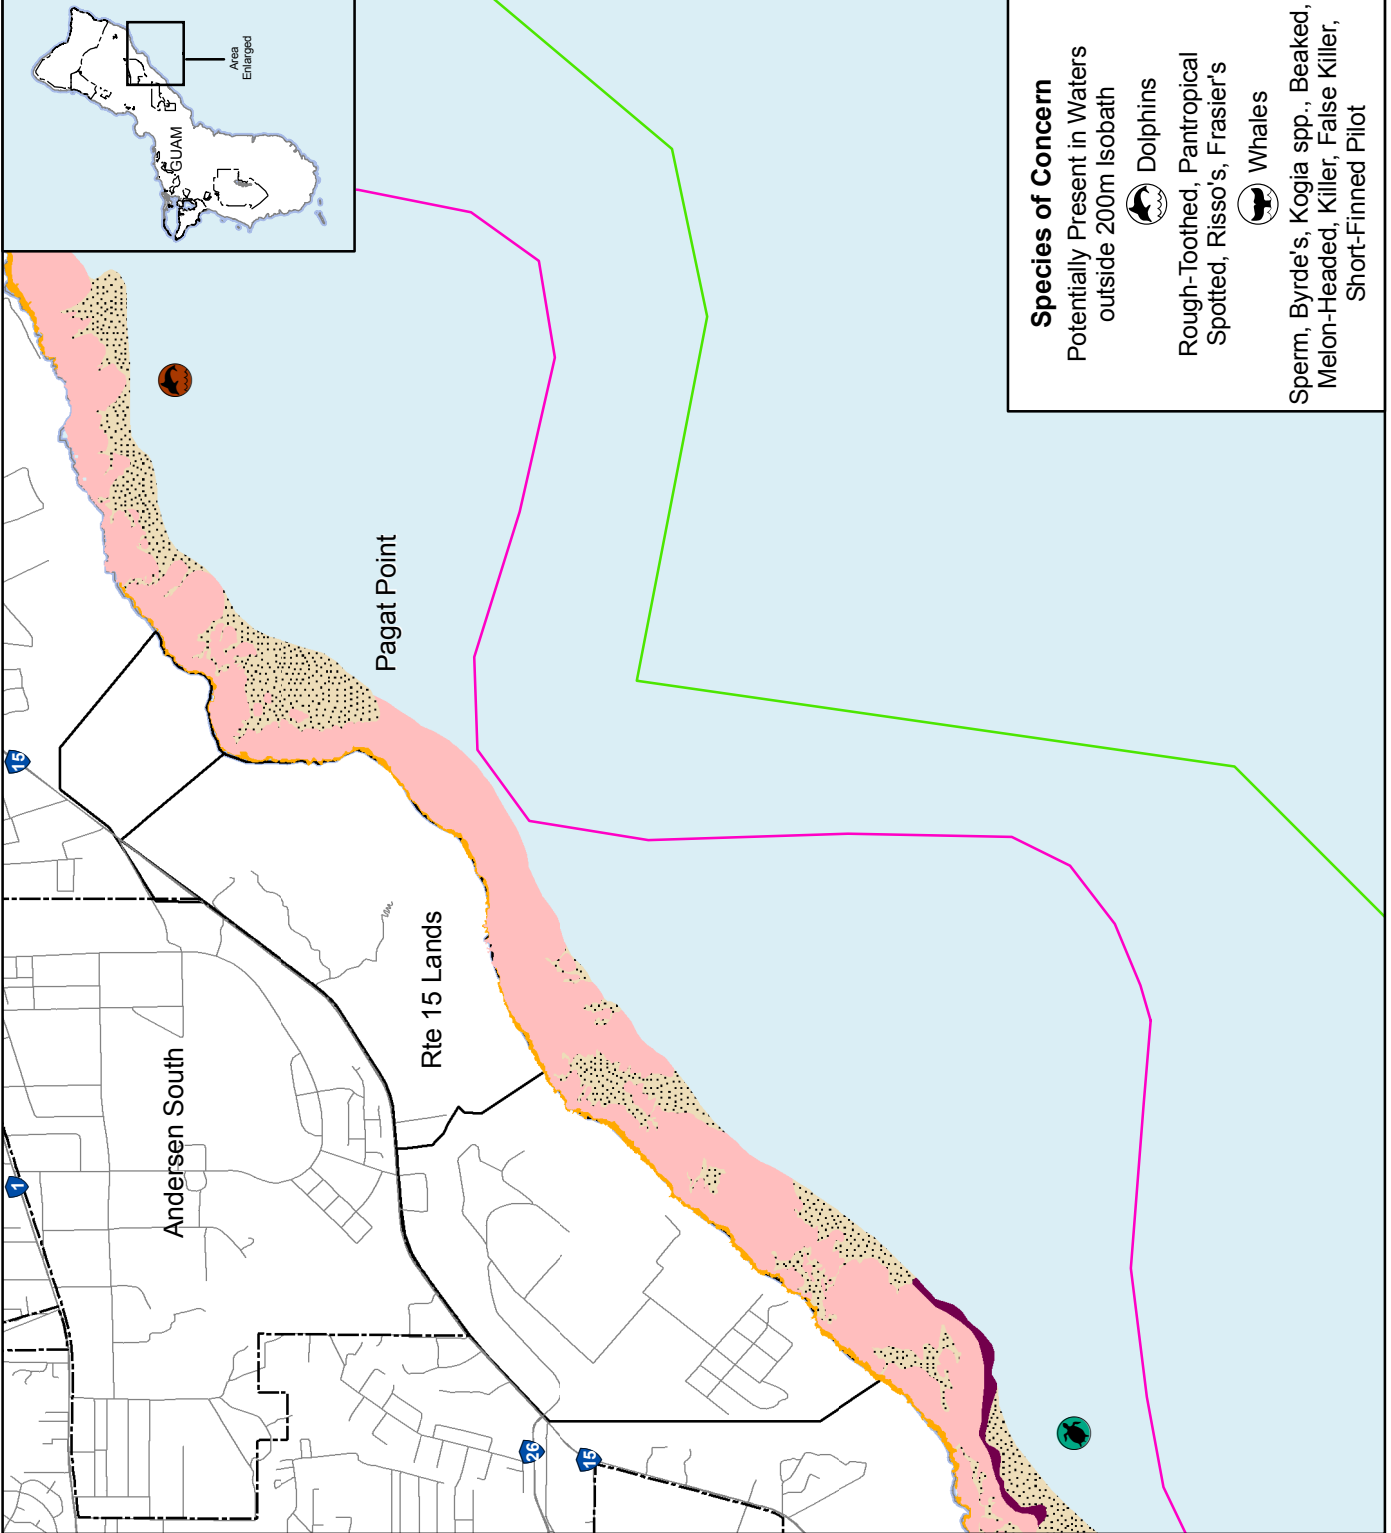 GUAM
Area
Enlarged
15
Pagat Point
Rte 15 Lands
Andersen South
1
26
15
Species of Concern
Potentially Present in Waters
outside 200m Isobath
Dolphins
Rough-Toothed, Pantropical
Spotted, Risso's, Frasier's
Whales
Sperm, Byrde's, Kogia spp., Beaked,
Melon-Headed, Killer, False Killer,
Short-Finned Pilot